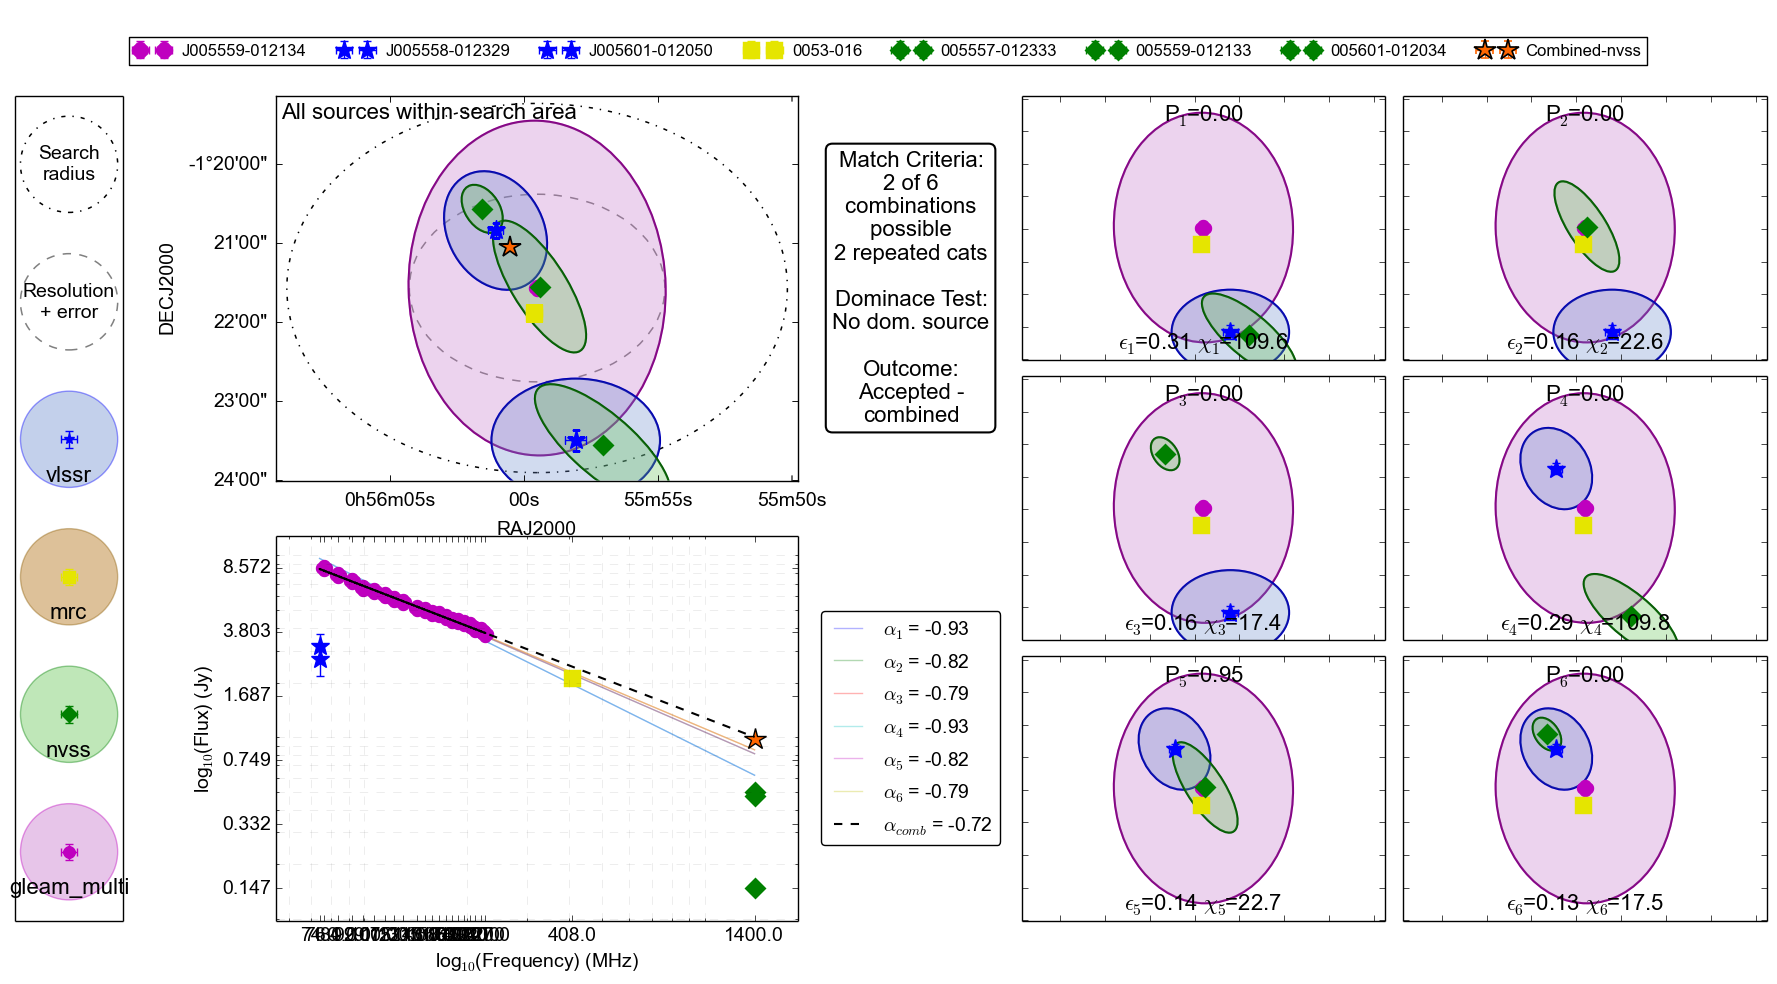 J005559-012134 J005558-012329 J005601-012050 0053-016 005557-012333 005559-012133 005601-012034 Combined-nvss
Search
radius
Resolution
+ error
vlssr
mrc
nvss
gleam_multi
All sources within search area
DECJ2000
-1°20'00"
21'00"
22'00"
23'00"
24'00"
0h56m05s 00s 55m55s 55m50s
RAJ2000
Match Criteria:
2 of 6
combinations
possible
2 repeated cats
Dominace Test:
No dom. source
Outcome:
Accepted -
combined
log10(Flux) (Jy)
8.572
3.803
1.687
0.749
0.332
0.147
408.0 1400.0
log10(Frequency) (MHz)
α1 = -0.93
α2 = -0.82
α3 = -0.79
α4 = -0.93
α5 = -0.82
α6 = -0.79
αcomb = -0.72
P1=0.00
ϵ1=0.31 χ1=109.6
P2=0.00
ϵ2=0.16 χ2=22.6
P3=0.00
ϵ3=0.16 χ3=17.4
P4=0.00
ϵ4=0.29 χ4=109.8
P5=0.95
ϵ5=0.14 χ5=22.7
P6=0.00
ϵ6=0.13 χ6=17.5